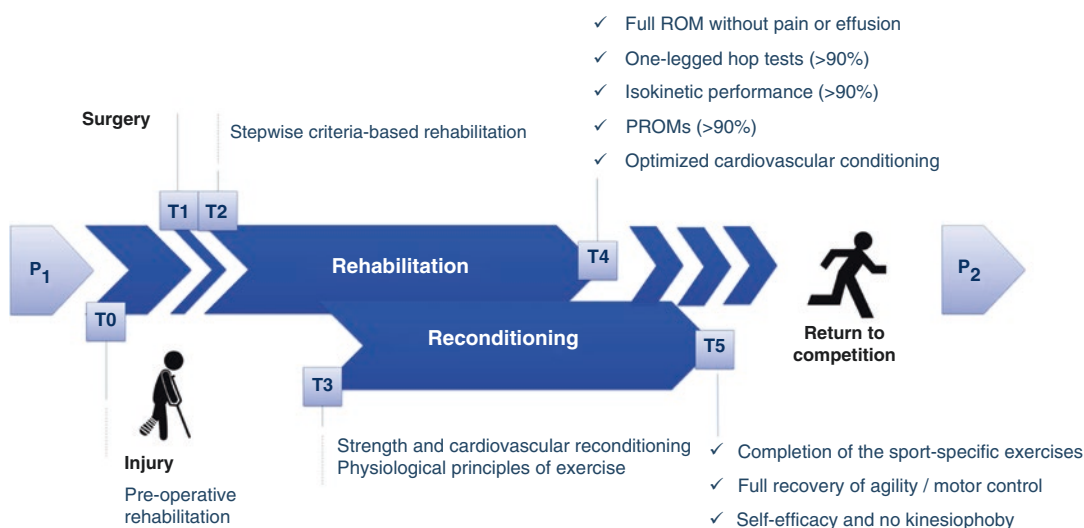 ✓ Full ROM without pain or effusion
✓ One-legged hop tests (>90%)
✓ Isokinetic performance (>90%)
✓ PROMs (>90%)
✓ Optimized cardiovascular conditioning
Surgery
Stepwise criteria-based rehabilitation
T1
T2
P1
Rehabilitation
T4
P2
T0
Reconditioning
T5
Return to
competition
T3
Injury
Pre-operative
rehabilitation
Strength and cardiovascular reconditioning
Physiological principles of exercise
✓ Completion of the sport-specific exercises
✓ Full recovery of agility / motor control
✓ Self-efficacy and no kinesiophoby